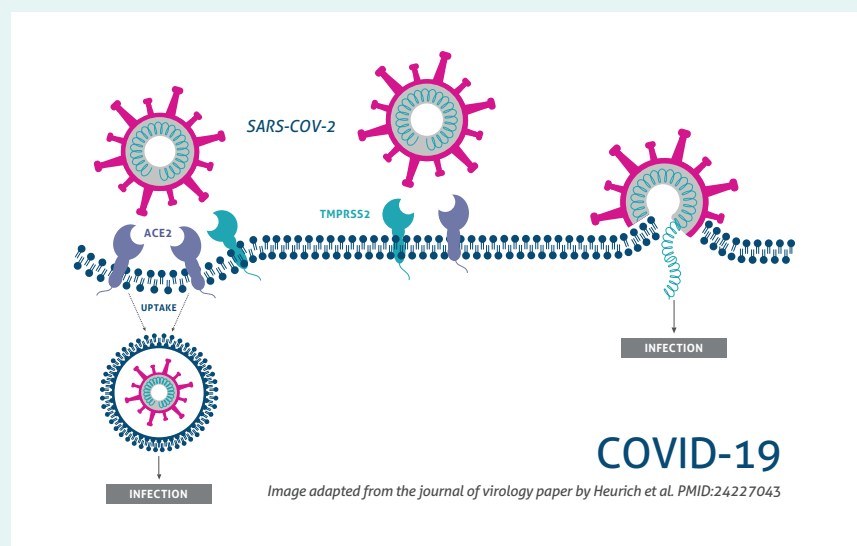 SARS-COV-2
TMPRSS2
ACE2
UPTAKE
INFECTION
INFECTION
COVID-19
Image adapted from the journal of virology paper by Heurich et al. PMID:24227043